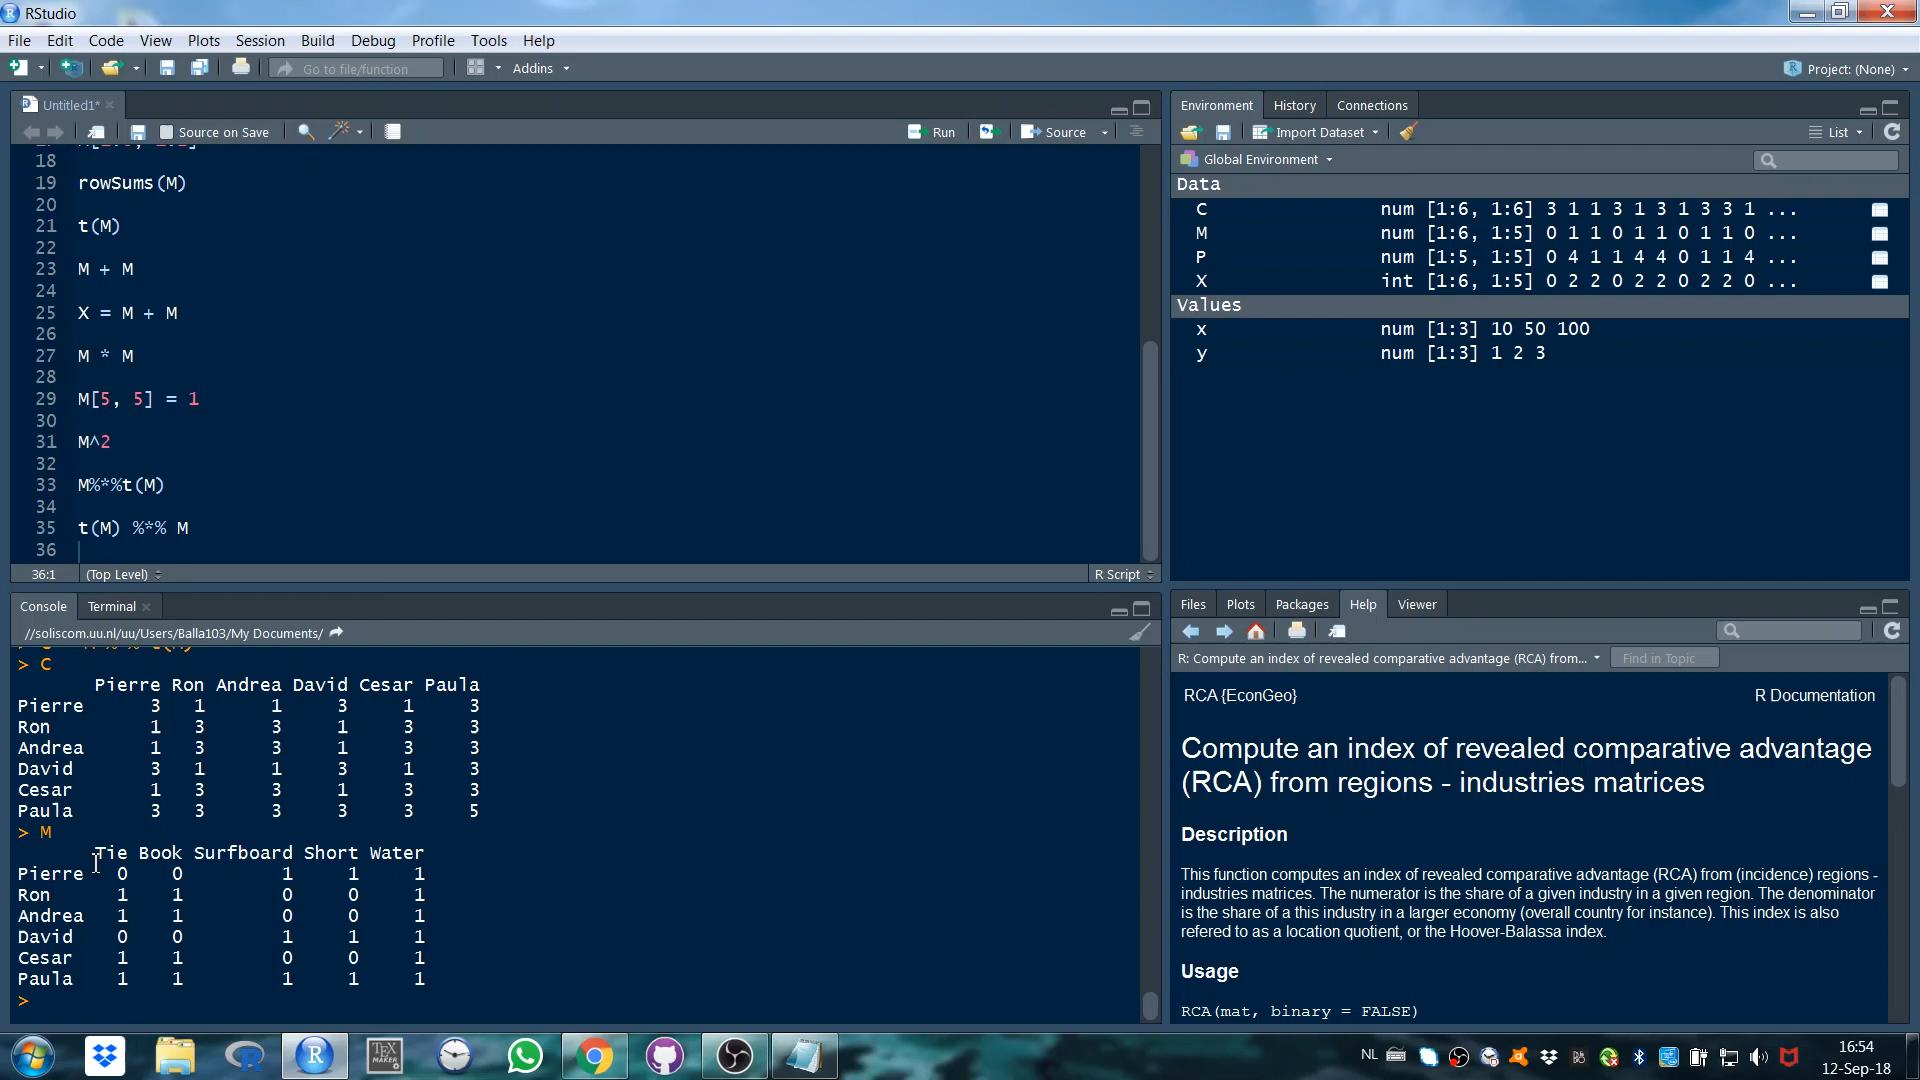 RStudio
File Edit Code View Plots Session Build Debug Profile Tools Help
Go to file/function Addins Project: (None)
Untitled1*
Source on Save Run Source
18
19 rowSums(M)
20
21 t(M)
22
23 M + M
24
25 X = M + M
26
27 M * M
28
29 M[5, 5] = 1
30
31 M^2
32
33 M%*%t(M)
34
35 t(M) %*% M
36
36:1 (Top Level) R Script
Console Terminal
//soliscom.uu.nl/uu/Users/Balla103/My Documents/
> C
Pierre Ron Andrea David Cesar Paula
Pierre 3 1 1 3 1 3
Ron 1 3 3 1 3 3
Andrea 1 3 3 1 3 3
David 3 1 1 3 1 3
Cesar 1 3 3 1 3 3
Paula 3 3 3 3 3 5
> M
Tie Book Surfboard Short Water
Pierre 0 0 1 1 1
Ron 1 1 0 0 1
Andrea 1 1 0 0 1
David 0 0 1 1 1
Cesar 1 1 0 0 1
Paula 1 1 1 1 1
>
Environment History Connections
Import Dataset List
Global Environment
Data
C num [1:6, 1:6] 3 1 1 3 1 3 1 3 3 1 ...
M num [1:6, 1:5] 0 1 1 0 1 1 0 1 1 0 ...
P num [1:5, 1:5] 0 4 1 1 4 4 0 1 1 4 ...
X int [1:6, 1:5] 0 2 2 0 2 2 0 2 2 0 ...
Values
x num [1:3] 10 50 100
y num [1:3] 1 2 3
Files Plots Packages Help Viewer
R: Compute an index of revealed comparative advantage (RCA) from... Find in Topic
RCA {EconGeo} R Documentation
Compute an index of revealed comparative advantage
(RCA) from regions - industries matrices
Description
This function computes an index of revealed comparative advantage (RCA) from (incidence) regions -
industries matrices. The numerator is the share of a given industry in a given region. The denominator
is the share of a this industry in a larger economy (overall country for instance). This index is also
refered to as a location quotient, or the Hoover-Balassa index.
Usage
RCA(mat, binary = FALSE)
NL
16:54
12-Sep-18